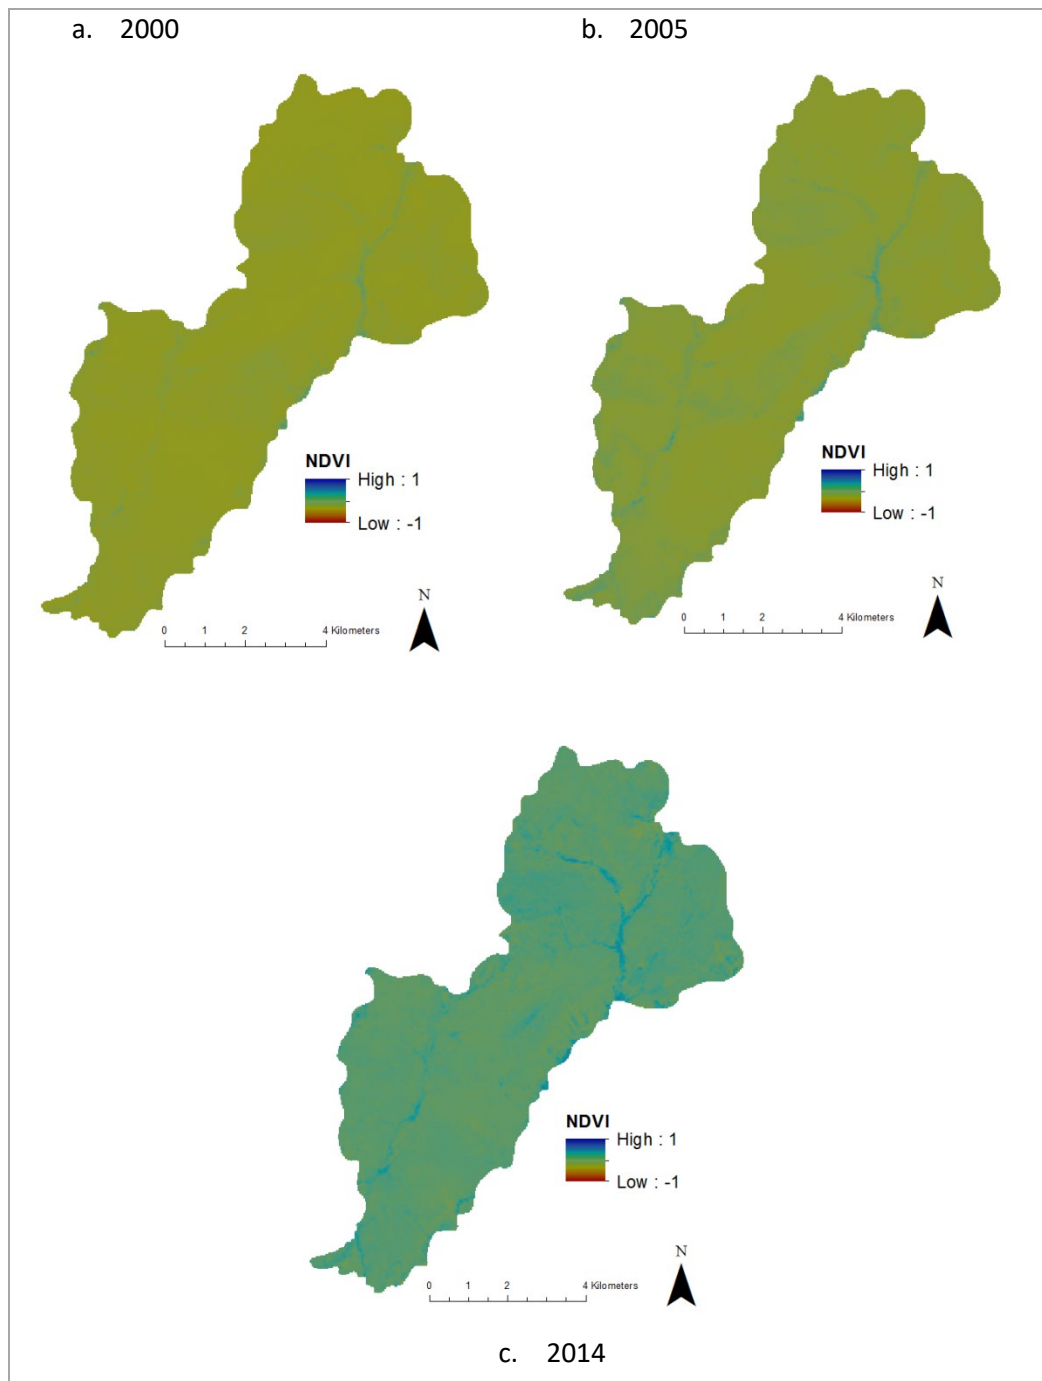 a. 2000
b. 2005
NDVI
High : 1
Low : -1
N
0 1 2 4 Kilometers
NDVI
High : 1
Low : -1
N
0 1 2 4 Kilometers
NDVI
High : 1
Low : -1
N
0 1 2 4 Kilometers
c. 2014